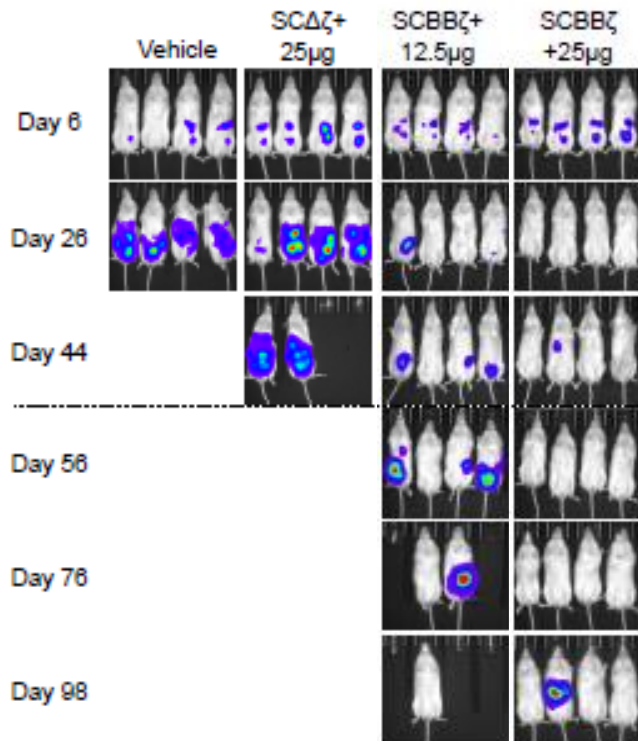 Vehicle
SCΔζ+
25µg
SCBBζ+
12.5µg
SCBBζ
+25µg
Day 6
Day 26
Day 44
Day 56
Day 76
Day 98